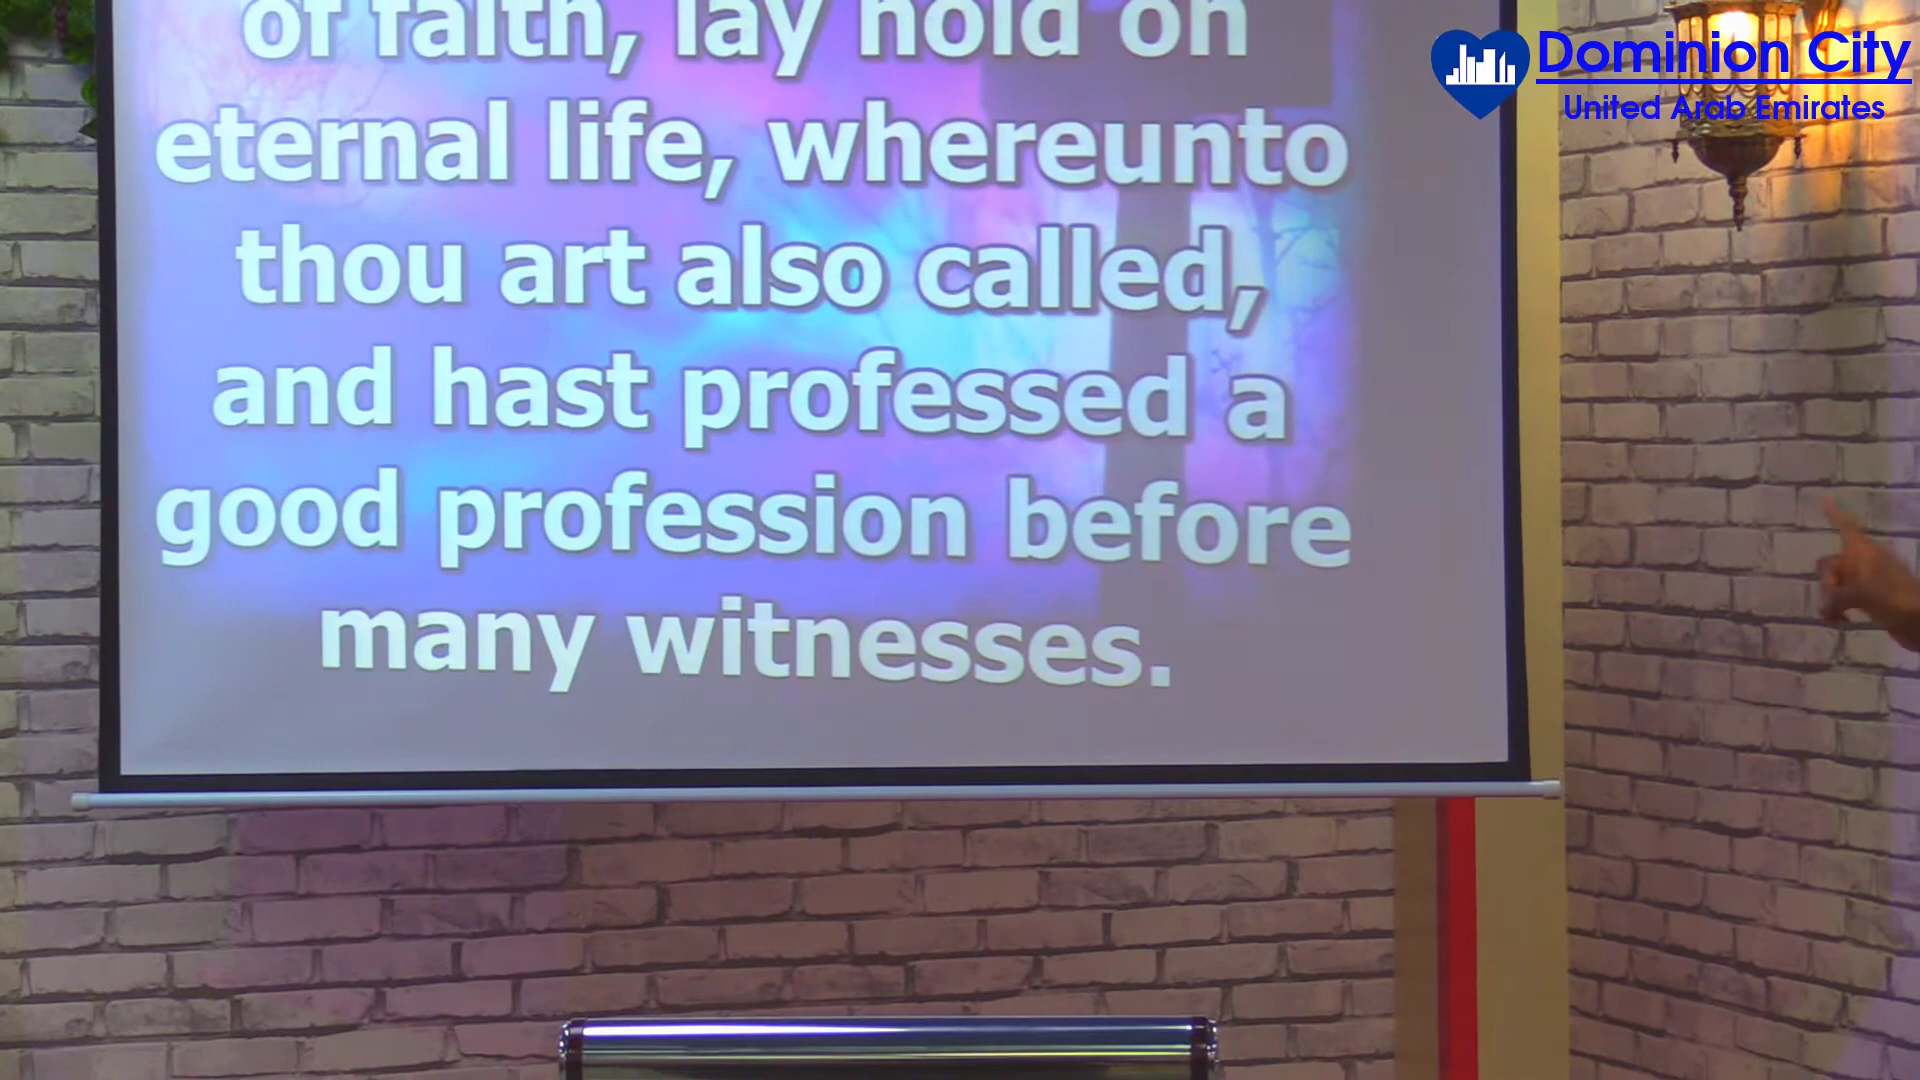 of faith, lay hold on
eternal life, whereunto
thou art also called,
and hast professed a
good profession before
many witnesses.
Dominion City
United Arab Emirates